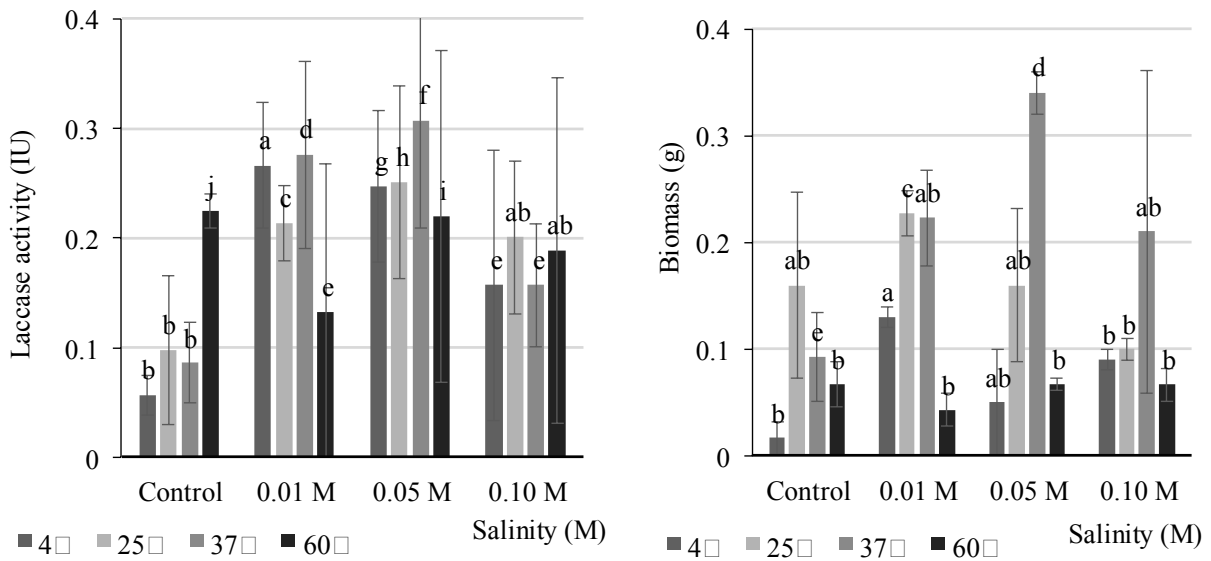 Laccase activity (IU)
0.4
0.3
0.2
0.1
0
b
b
b
j
a
c
d
e
g
h
f
i
e
ab
e
ab
Control
0.01 M
0.05 M
0.10 M
Salinity (M)
4□
25□
37□
60□
Biomass (g)
0.4
0.3
0.2
0.1
0
b
ab
e
b
a
c
ab
b
ab
ab
d
b
b
b
ab
b
Control
0.01 M
0.05 M
0.10 M
Salinity (M)
4□
25□
37□
60□